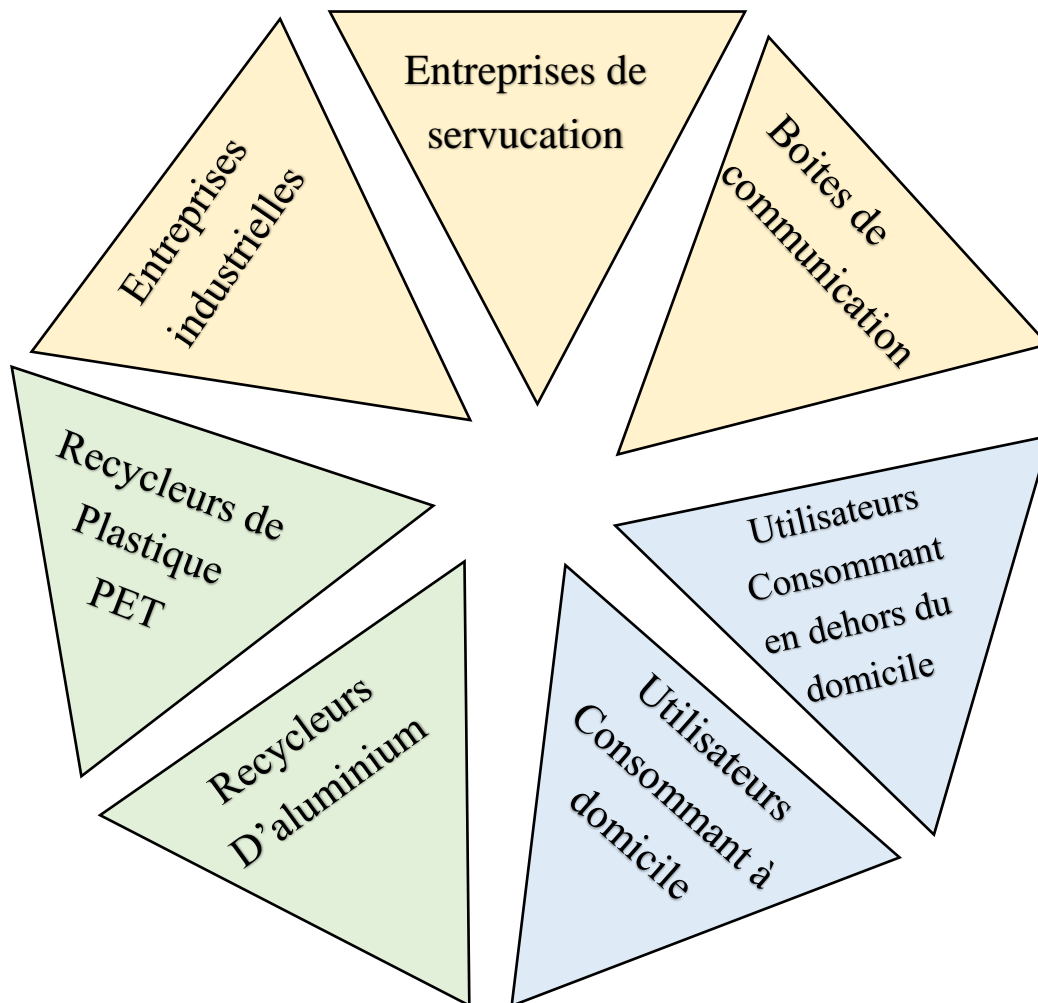 Entreprises de
servucation
Boites de
communication
Utilisateurs
Consommant
en dehors du
domicile
Utilisateurs
Consommant à
domicile
Recycleurs
D’aluminium
Recycleurs de
Plastique
PET
Entreprises
industrielles